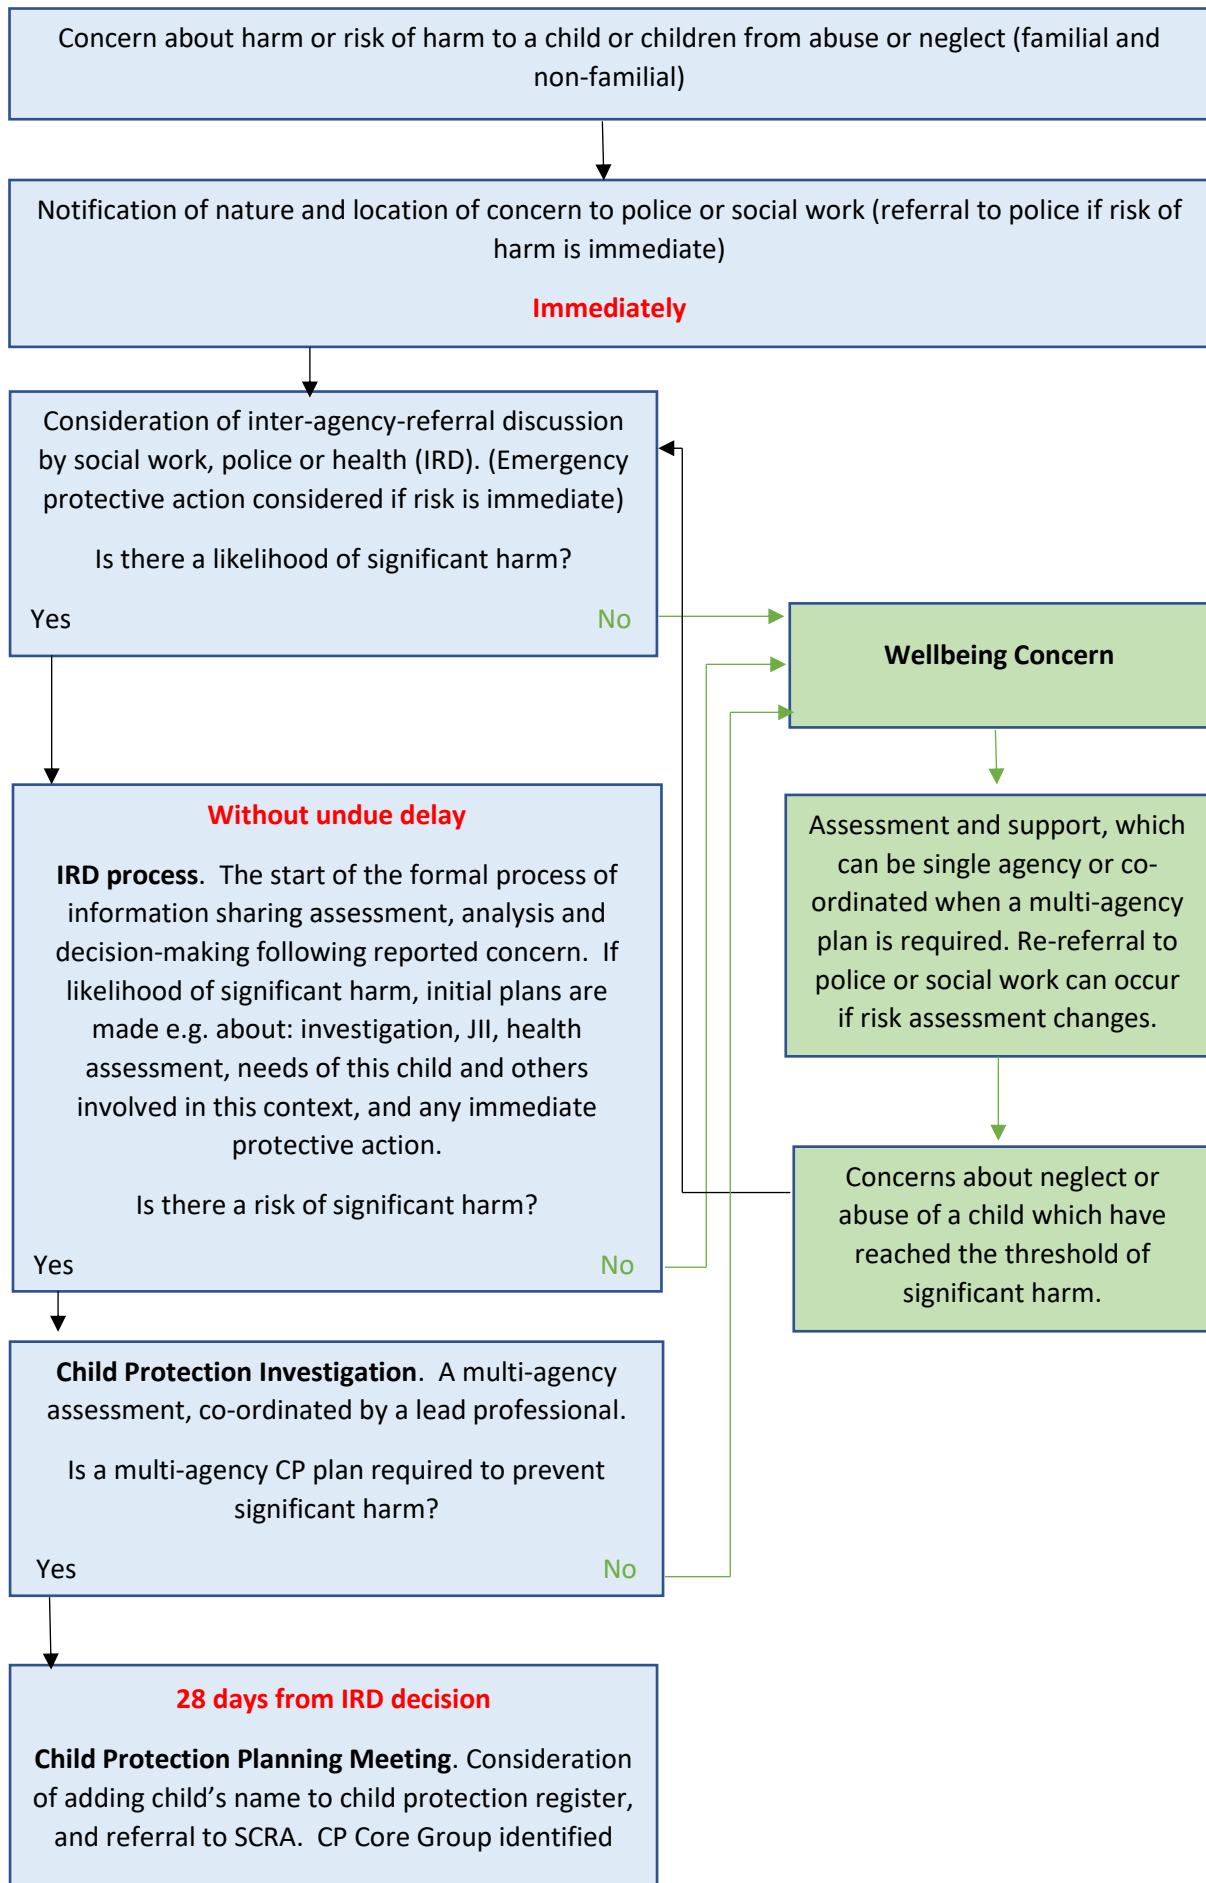 Concern about harm or risk of harm to a child or children from abuse or neglect (familial and
non-familial)
Notification of nature and location of concern to police or social work (referral to police if risk of
harm is immediate)
Immediately
Consideration of inter-agency-referral discussion
by social work, police or health (IRD). (Emergency
protective action considered if risk is immediate)
Is there a likelihood of significant harm?
Yes No
Wellbeing Concern
Without undue delay
IRD process. The start of the formal process of
information sharing assessment, analysis and
decision-making following reported concern. If
likelihood of significant harm, initial plans are
made e.g. about: investigation, JII, health
assessment, needs of this child and others
involved in this context, and any immediate
protective action.
Is there a risk of significant harm?
Yes No
Assessment and support, which
can be single agency or co-
ordinated when a multi-agency
plan is required. Re-referral to
police or social work can occur
if risk assessment changes.
Concerns about neglect or
abuse of a child which have
reached the threshold of
significant harm.
Child Protection Investigation. A multi-agency
assessment, co-ordinated by a lead professional.
Is a multi-agency CP plan required to prevent
significant harm?
Yes No
28 days from IRD decision
Child Protection Planning Meeting. Consideration
of adding child’s name to child protection register,
and referral to SCRA. CP Core Group identified